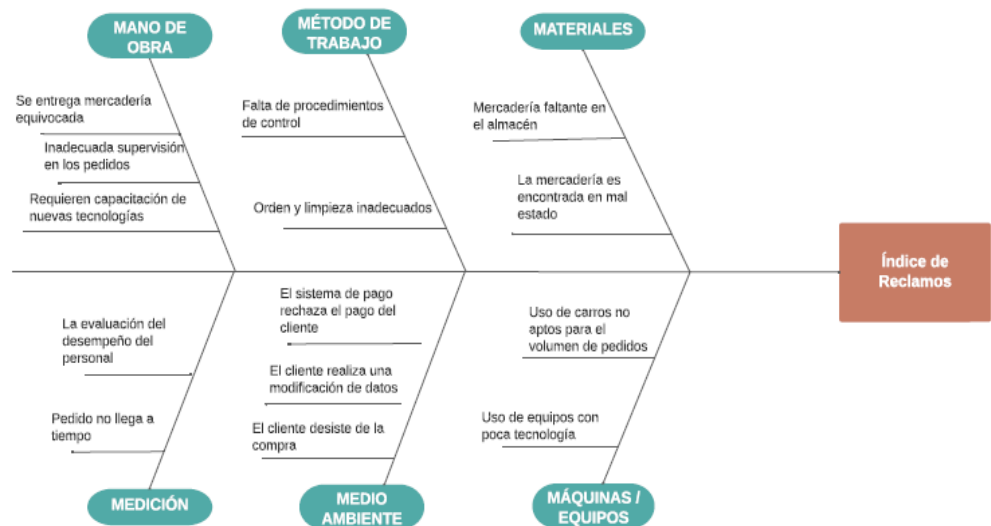 MANO DE
OBRA
MÉTODO DE
TRABAJO
MATERIALES
Se entrega mercadería
equivocada
Inadecuada supervisión
en los pedidos
Requieren capacitación de
nuevas tecnologías
Falta de procedimientos
de control
Orden y limpieza inadecuados
Mercadería faltante en
el almacén
La mercadería es
encontrada en mal
estado
Índice de
Reclamos
La evaluación del
desempeño del
personal
Pedido no llega a
tiempo
El sistema de pago
rechaza el pago del
cliente
El cliente realiza una
modificación de datos
El cliente desiste de la
compra
Uso de carros no
aptos para el
volumen de pedidos
Uso de equipos con
poca tecnología
MEDICIÓN
MEDIO
AMBIENTE
MÁQUINAS /
EQUIPOS